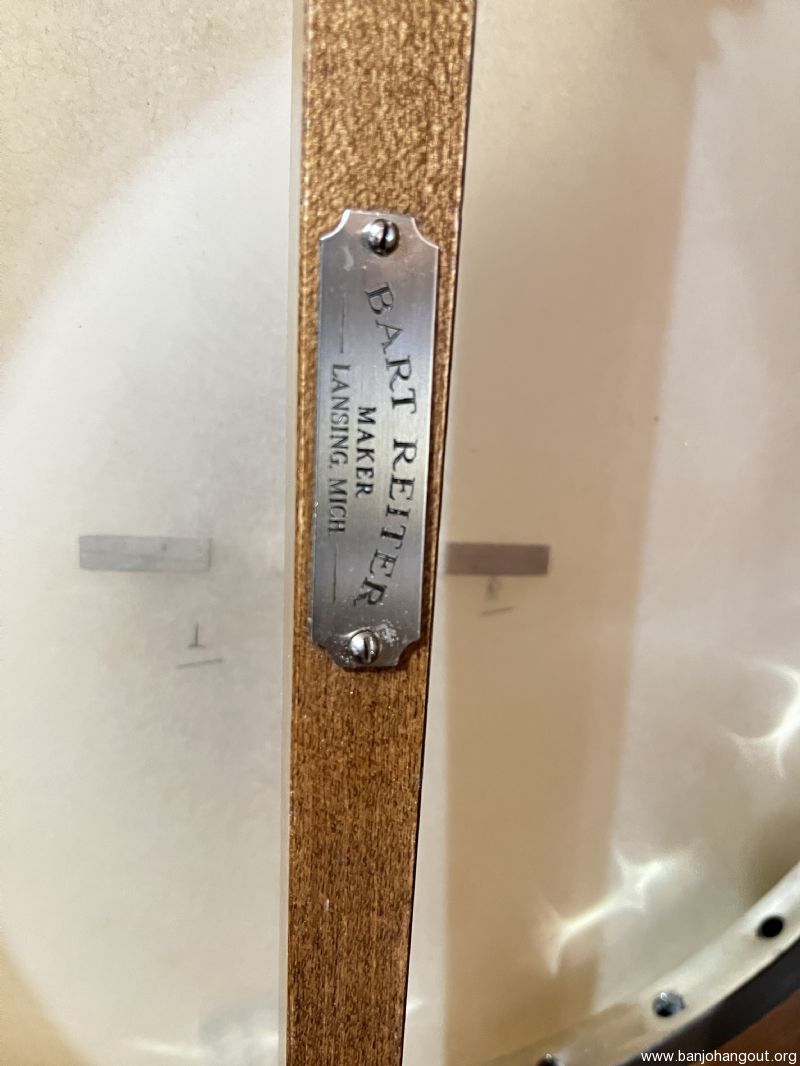 BART REITER
MAKER
LANSING, MICH.
www.banjohangout.org